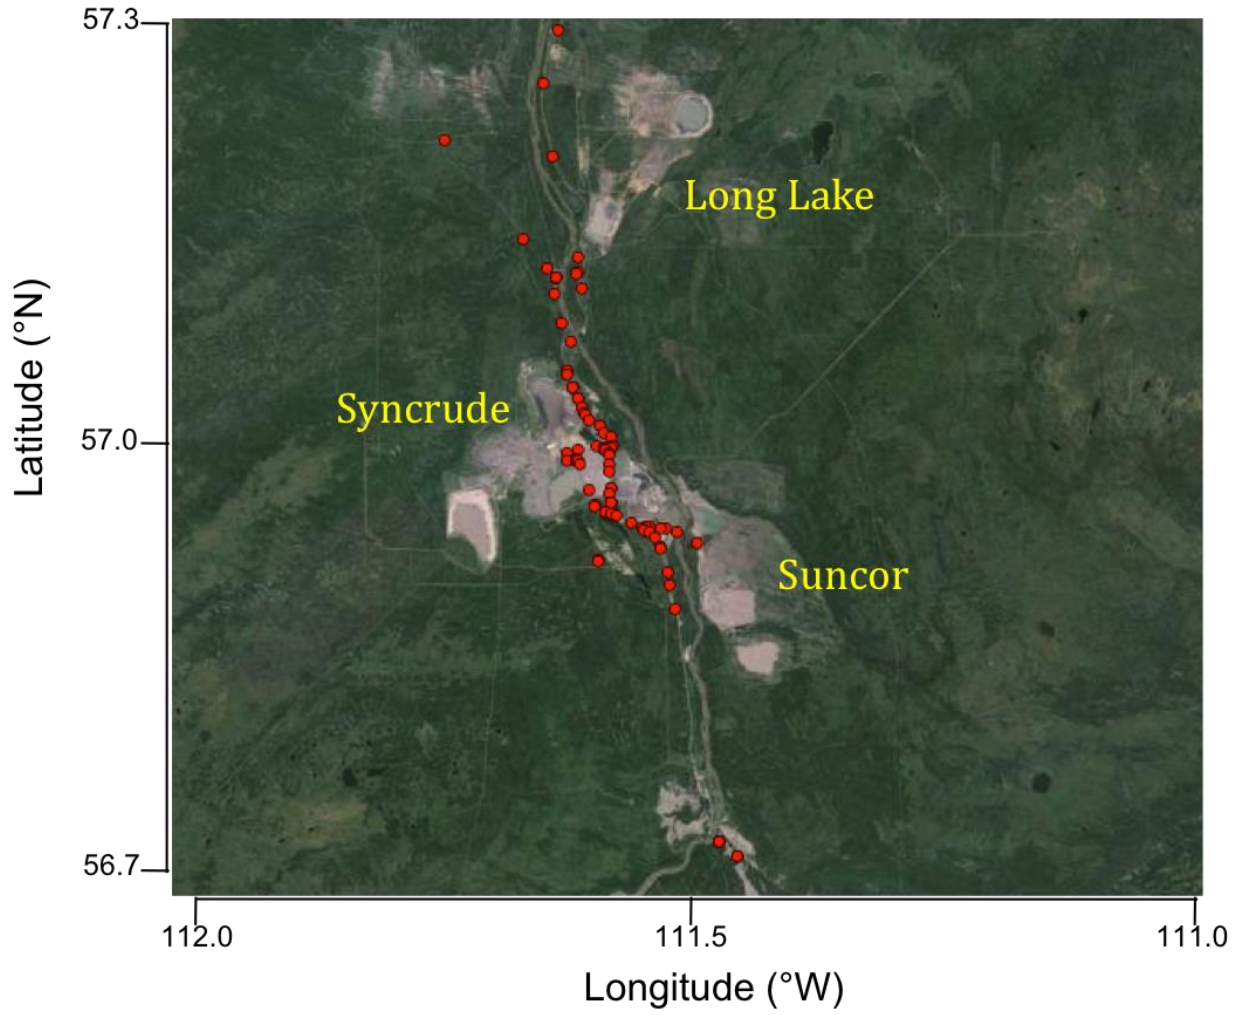 57.3
Long Lake
Syncrude
57.0
Suncor
56.7
112.0 111.5 111.0
Longitude (°W)
Latitude (°N)